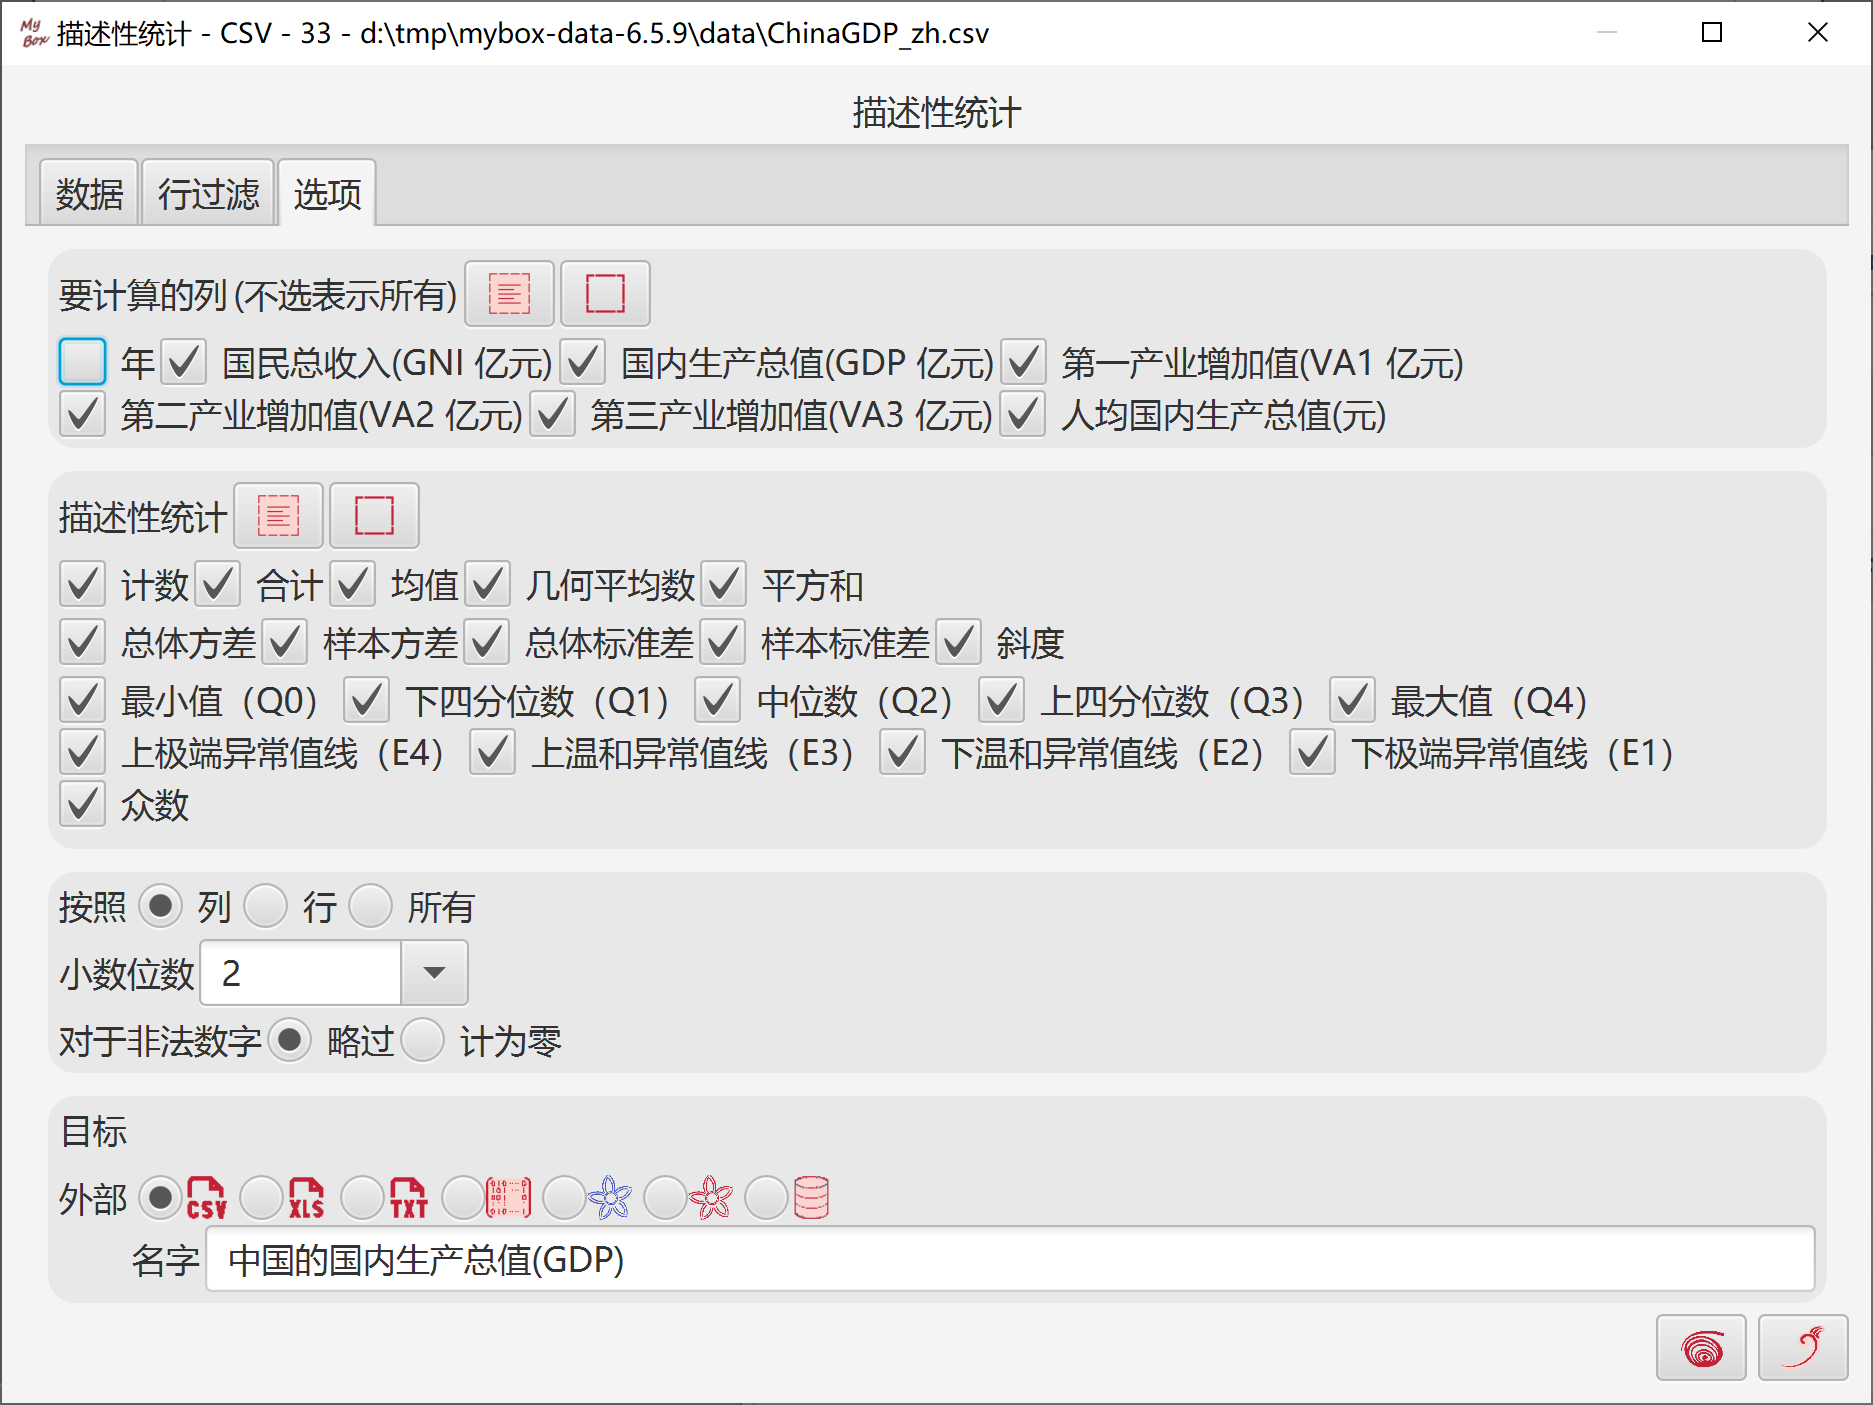 My Box 描述性统计 - CSV - 33 - d:\tmp\mybox-data-6.5.9\data\ChinaGDP_zh.csv
描述性统计
数据 行过滤 选项
要计算的列(不选表示所有)
年 国民总收入(GNI 亿元) 国内生产总值(GDP 亿元) 第一产业增加值(VA1 亿元)
第二产业增加值(VA2 亿元) 第三产业增加值(VA3 亿元) 人均国内生产总值(元)
描述性统计
计数 合计 均值 几何平均数 平方和
总体方差 样本方差 总体标准差 样本标准差 斜度
最小值（Q0） 下四分位数（Q1） 中位数（Q2） 上四分位数（Q3） 最大值（Q4）
上极端异常值线（E4） 上温和异常值线（E3） 下温和异常值线（E2） 下极端异常值线（E1）
众数
按照 列 行 所有
小数位数 2
对于非法数字 略过 计为零
目标
外部 CSV XLS TXT
名字 中国的国内生产总值(GDP)